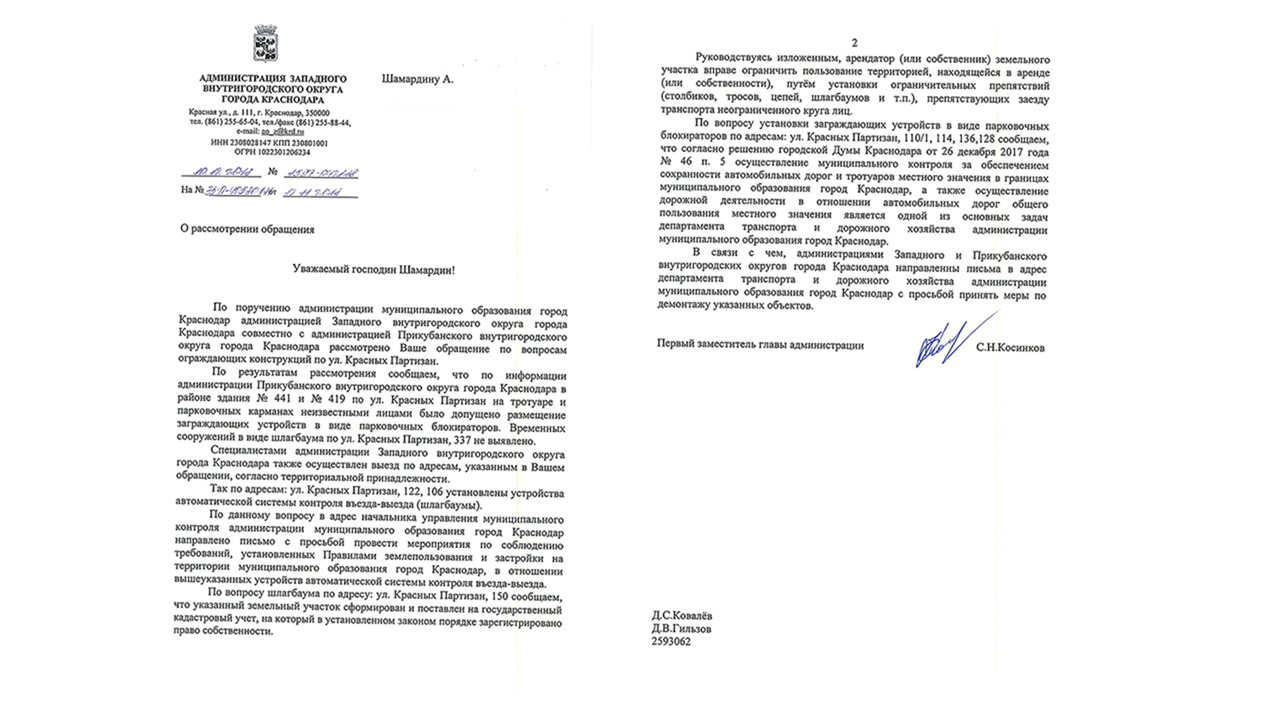 АДМИНИСТРАЦИЯ ЗАПАДНОГО
ВНУТРИГОРОДСКОГО ОКРУГА
ГОРОДА КРАСНОДАРА
Красная ул., д. 111, г. Краснодар, 350000
тел. (861) 255-65-04, тел./факс (861) 255-88-44,
e-mail: ao_z@krd.ru
ИНН 2308028147 КПП 230801001
ОГРН 1022301206234
№
На № от
Шамардину А.
О рассмотрении обращения
Уважаемый господин Шамардин!
По поручению администрации муниципального образования город
Краснодар администрацией Западного внутригородского округа города
Краснодара совместно с администрацией Прикубанского внутригородского
округа города Краснодара рассмотрено Ваше обращение по вопросам
ограждающих конструкций по ул. Красных Партизан.
По результатам рассмотрения сообщаем, что по информации
администрации Прикубанского внутригородского округа города Краснодара в
районе здания № 441 и № 419 по ул. Красных Партизан на тротуаре и
парковочных карманах неизвестными лицами было допущено размещение
заграждающих устройств в виде парковочных блокираторов. Временных
сооружений в виде шлагбаума по ул. Красных Партизан, 337 не выявлено.
Специалистами администрации Западного внутригородского округа
города Краснодара также осуществлен выезд по адресам, указанным в Вашем
обращении, согласно территориальной принадлежности.
Так по адресам: ул. Красных Партизан, 122, 106 установлены устройства
автоматической системы контроля въезда-выезда (шлагбаумы).
По данному вопросу в адрес начальника управления муниципального
контроля администрации муниципального образования город Краснодар
направлено письмо с просьбой провести мероприятия по соблюдению
требований, установленных Правилами землепользования и застройки на
территории муниципального образования город Краснодар, в отношении
вышеуказанных устройств автоматической системы контроля въезда-выезда.
По вопросу шлагбаума по адресу: ул. Красных Партизан, 150 сообщаем,
что указанный земельный участок сформирован и поставлен на государственный
кадастровый учет, на который в установленном законом порядке зарегистрировано
право собственности.
2
Руководствуясь изложенным, арендатор (или собственник) земельного
участка вправе ограничить пользование территорией, находящейся в аренде
(или собственности), путём установки ограничительных препятствий
(столбиков, тросов, цепей, шлагбаумов и т.п.), препятствующих заезду
транспорта неограниченного круга лиц.
По вопросу установки заграждающих устройств в виде парковочных
блокираторов по адресам: ул. Красных Партизан, 110/1, 114, 136,128 сообщаем,
что согласно решению городской Думы Краснодара от 26 декабря 2017 года
№ 46 п. 5 осуществление муниципального контроля за обеспечением
сохранности автомобильных дорог и тротуаров местного значения в границах
муниципального образования город Краснодар, а также осуществление
дорожной деятельности в отношении автомобильных дорог общего
пользования местного значения является одной из основных задач
департамента транспорта и дорожного хозяйства администрации
муниципального образования город Краснодар.
В связи с чем, администрациями Западного и Прикубанского
внутригородских округов города Краснодара направленны письма в адрес
департамента транспорта и дорожного хозяйства администрации
муниципального образования город Краснодар с просьбой принять меры по
демонтажу указанных объектов.
Первый заместитель главы администрации С.Н.Косинков
Д.С.Ковалёв
Д.В.Гильзов
2593062